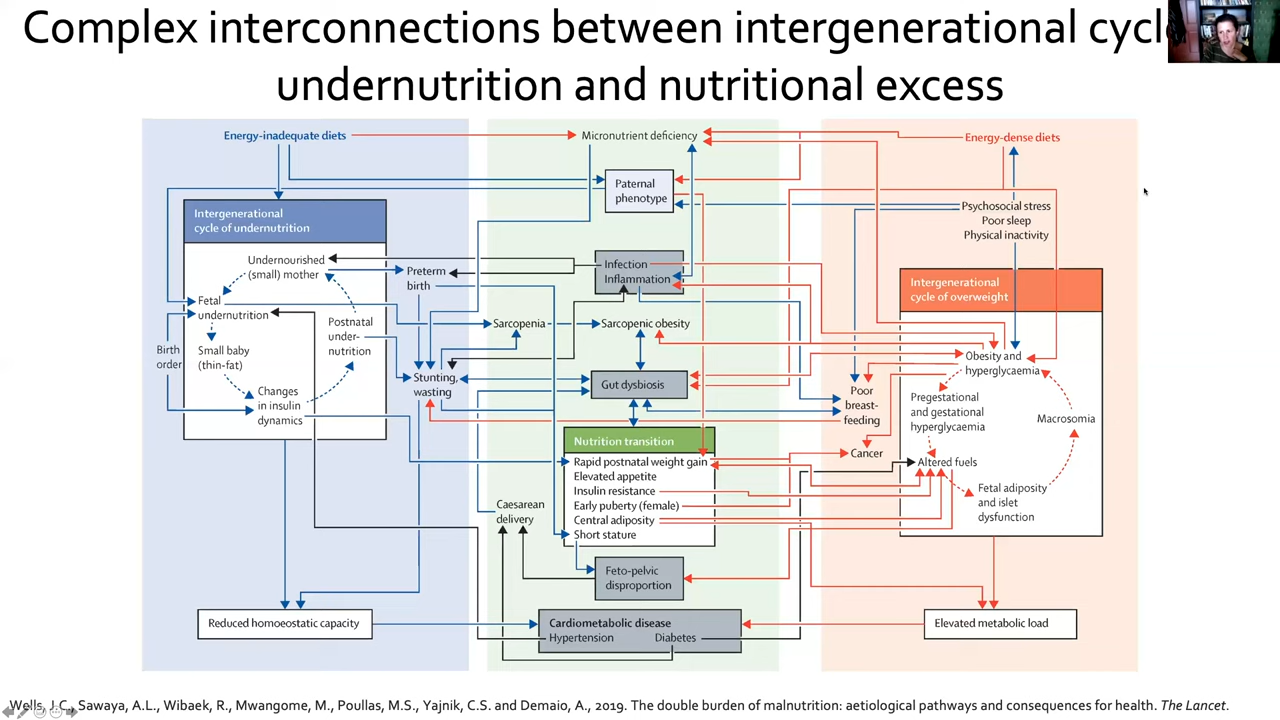 Complex interconnections between intergenerational cycl
undernutrition and nutritional excess
Energy-inadequate diets
Micronutrient deficiency
Energy-dense diets
Paternal
phenotype
Psychosocial stress
Poor sleep
Physical inactivity
Intergenerational
cycle of undernutrition
Undernourished
(small) mother
Preterm
birth
Infection
Inflammation
Intergenerational
cycle of overweight
Fetal
undernutrition
Postnatal
under-
nutrition
Sarcopenia
Sarcopenic obesity
Birth
order
Small baby
(thin-fat)
Obesity and
hyperglycaemia
Stunting,
wasting
Gut dysbiosis
Changes
in insulin
dynamics
Poor
breast-
feeding
Pregestational
and gestational
hyperglycaemia
Macrosomia
Nutrition transition
Rapid postnatal weight gain
Elevated appetite
Insulin resistance
Early puberty (female)
Central adiposity
Short stature
Cancer
Altered fuels
Fetal adiposity
and islet
dysfunction
Caesarean
delivery
Feto-pelvic
disproportion
Reduced homoeostatic capacity
Cardiometabolic disease
Hypertension Diabetes
Elevated metabolic load
Wells, J.C., Sawaya, A.L., Wibaek, R., Mwangome, M., Poullas, M.S., Yajnik, C.S. and Demaio, A., 2019. The double burden of malnutrition: aetiological pathways and consequences for health. The Lancet.